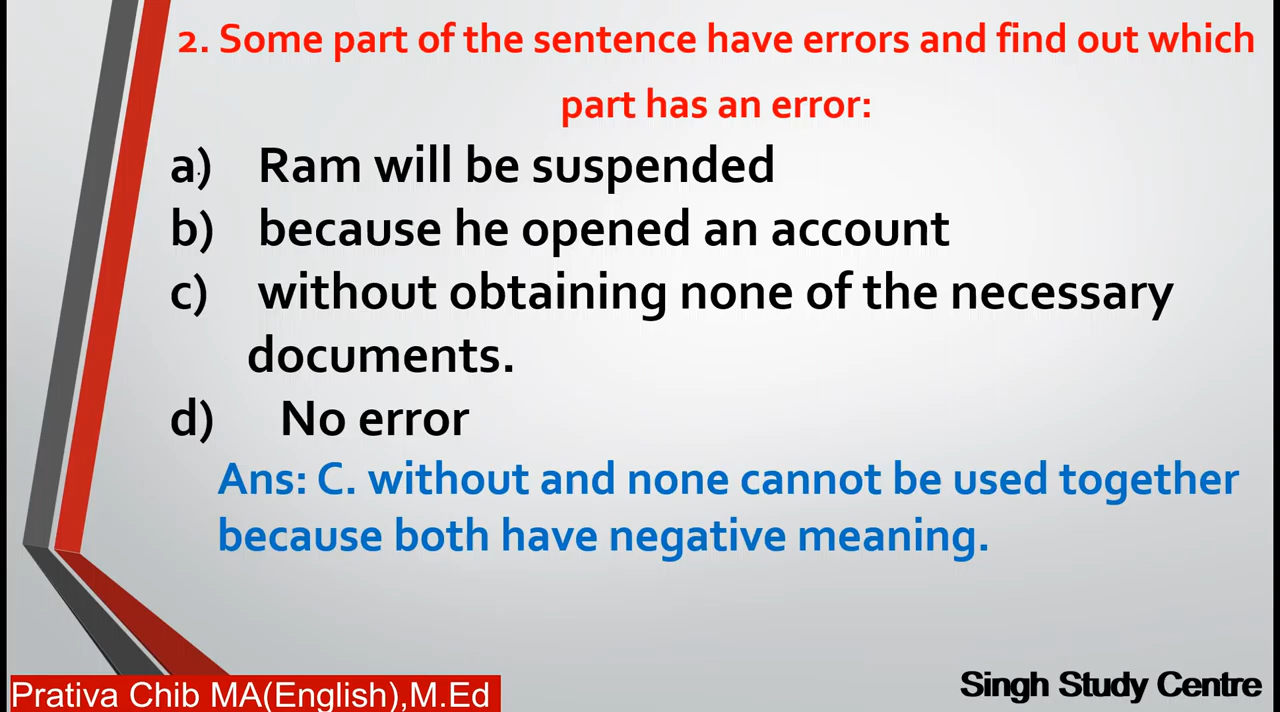 2. Some part of the sentence have errors and find out which
part has an error:
a) Ram will be suspended
b) because he opened an account
c) without obtaining none of the necessary
documents.
d) No error
Ans: C. without and none cannot be used together
because both have negative meaning.
Prativa Chib MA(English),M.Ed
Singh Study Centre